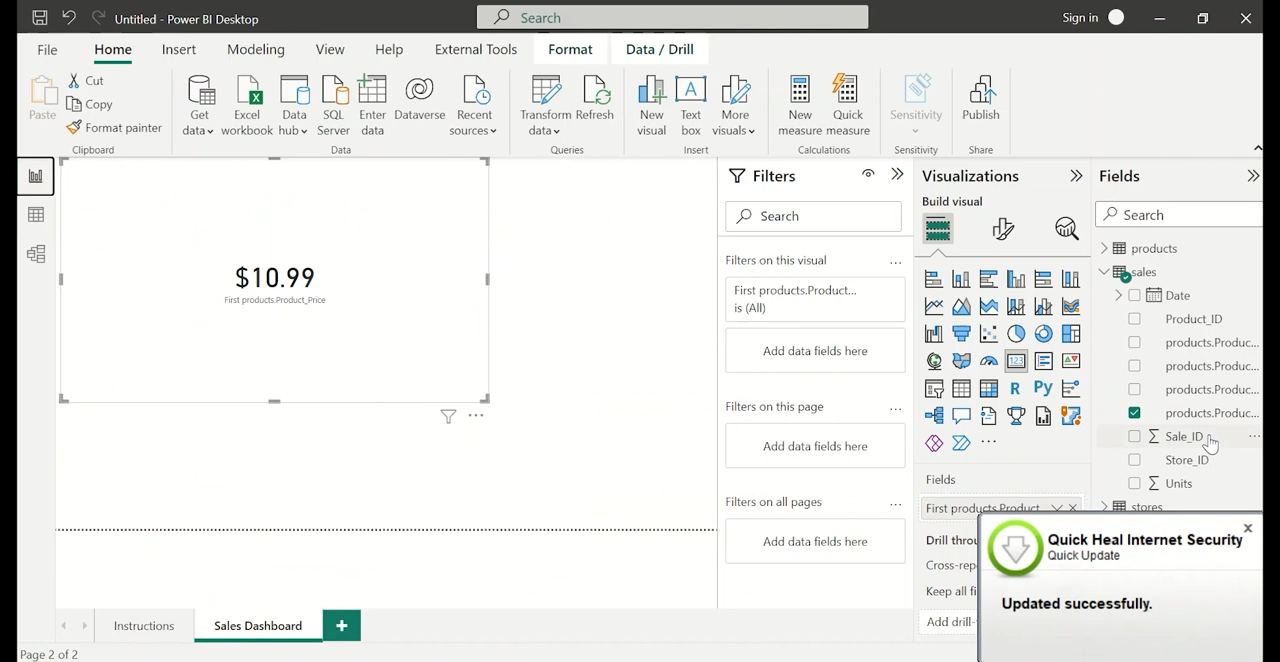 Untitled - Power BI Desktop
Search
Sign in
File
Home
Insert
Modeling
View
Help
External Tools
Format
Data / Drill
Paste
Cut
Copy
Format painter
Clipboard
Get data
Excel workbook
Data hub
SQL Server
Enter data
Dataverse
Recent sources
Data
Transform data
Refresh
Queries
New visual
Text box
More visuals
Insert
New measure
Quick measure
Calculations
Sensitivity
Sensitivity
Publish
Share
$10.99
First products.Product_Price
Filters
Search
Filters on this visual
First products.Product...
is (All)
Add data fields here
Filters on this page
Add data fields here
Filters on all pages
Add data fields here
Visualizations
Build visual
123
R
Py
Fields
First products.Product
Drill throu
Cross-repo
Keep all fi
Add drill-
Fields
Search
products
sales
Date
Product_ID
products.Produc...
products.Produc...
products.Produc...
products.Produc...
Sale_ID
Store_ID
Units
stores
Quick Heal Internet Security
Quick Update
Updated successfully.
Instructions
Sales Dashboard
Page 2 of 2